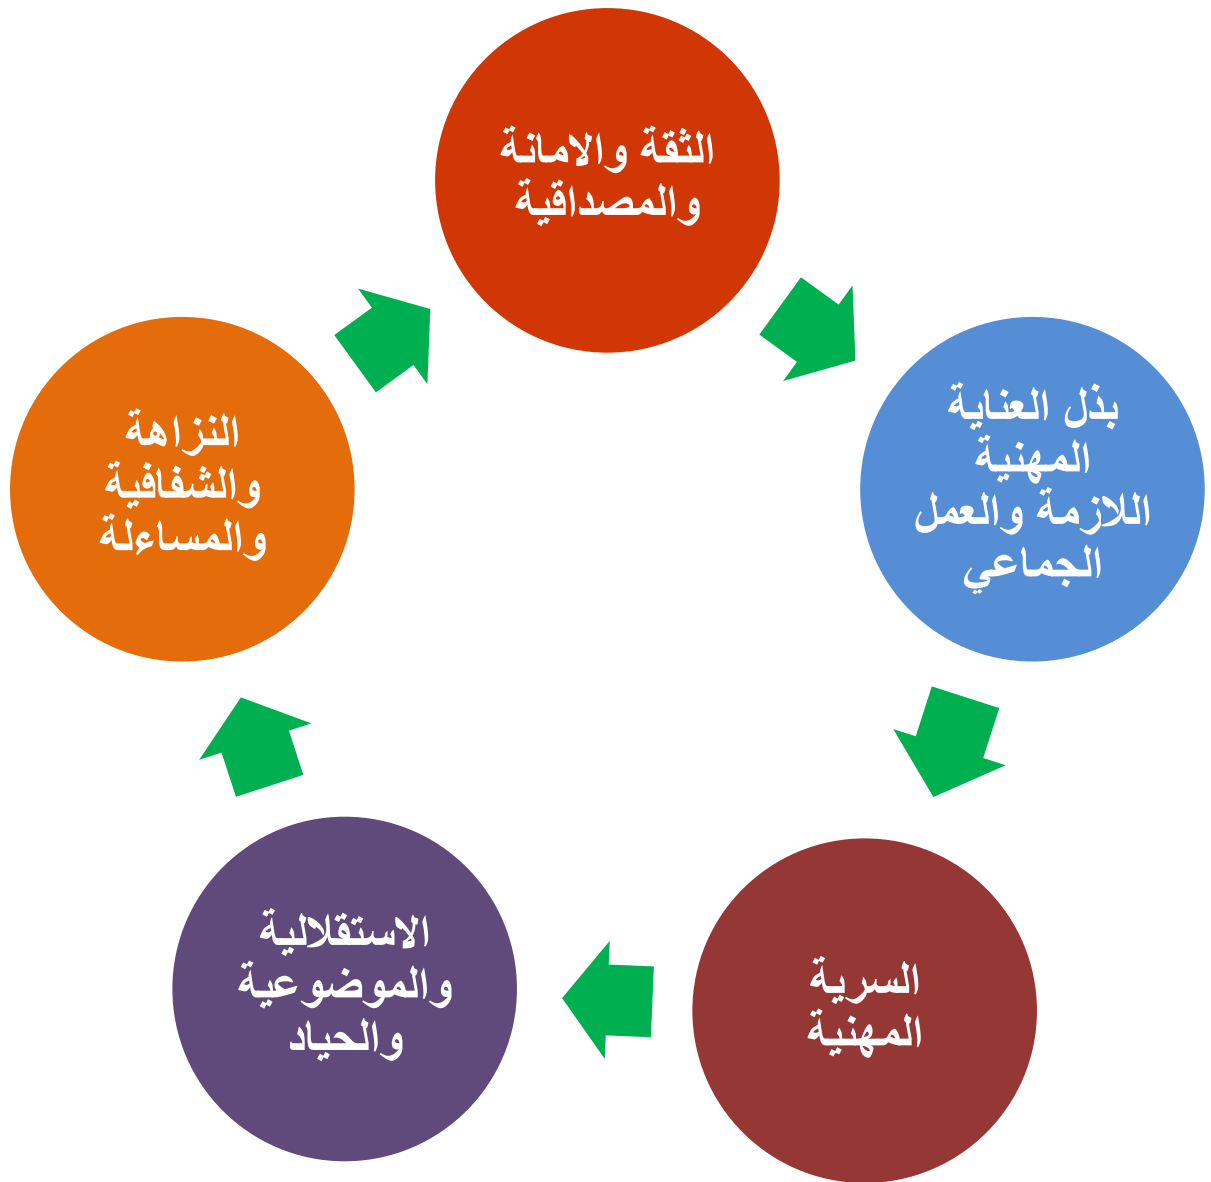 الثقة والامانة
والمصداقية
بذل العناية
المهنية
اللازمة والعمل
الجماعي
السرية
المهنية
الاستقلالية
والموضوعية
والحياد
النزاهة
والشفافية
والمساءلة